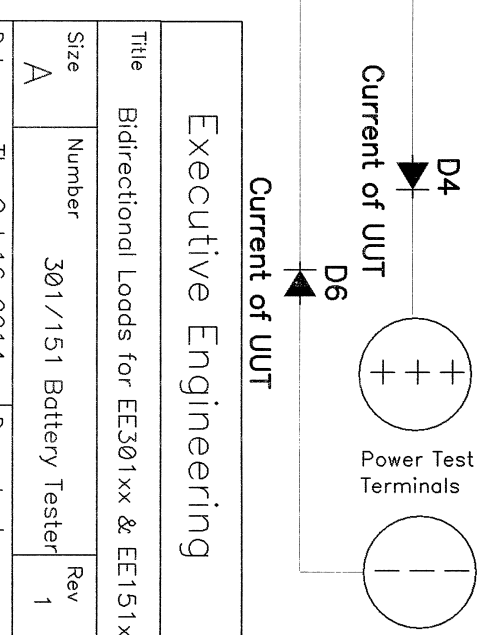 D4
Current of UUT
D6
Current of UUT
+ + +
Power Test
Terminals
– – –
Executive Engineering
Title
Bidirectional Loads for EE301xx & EE151x
Size
A
Number
301/151 Battery Tester
Rev
1